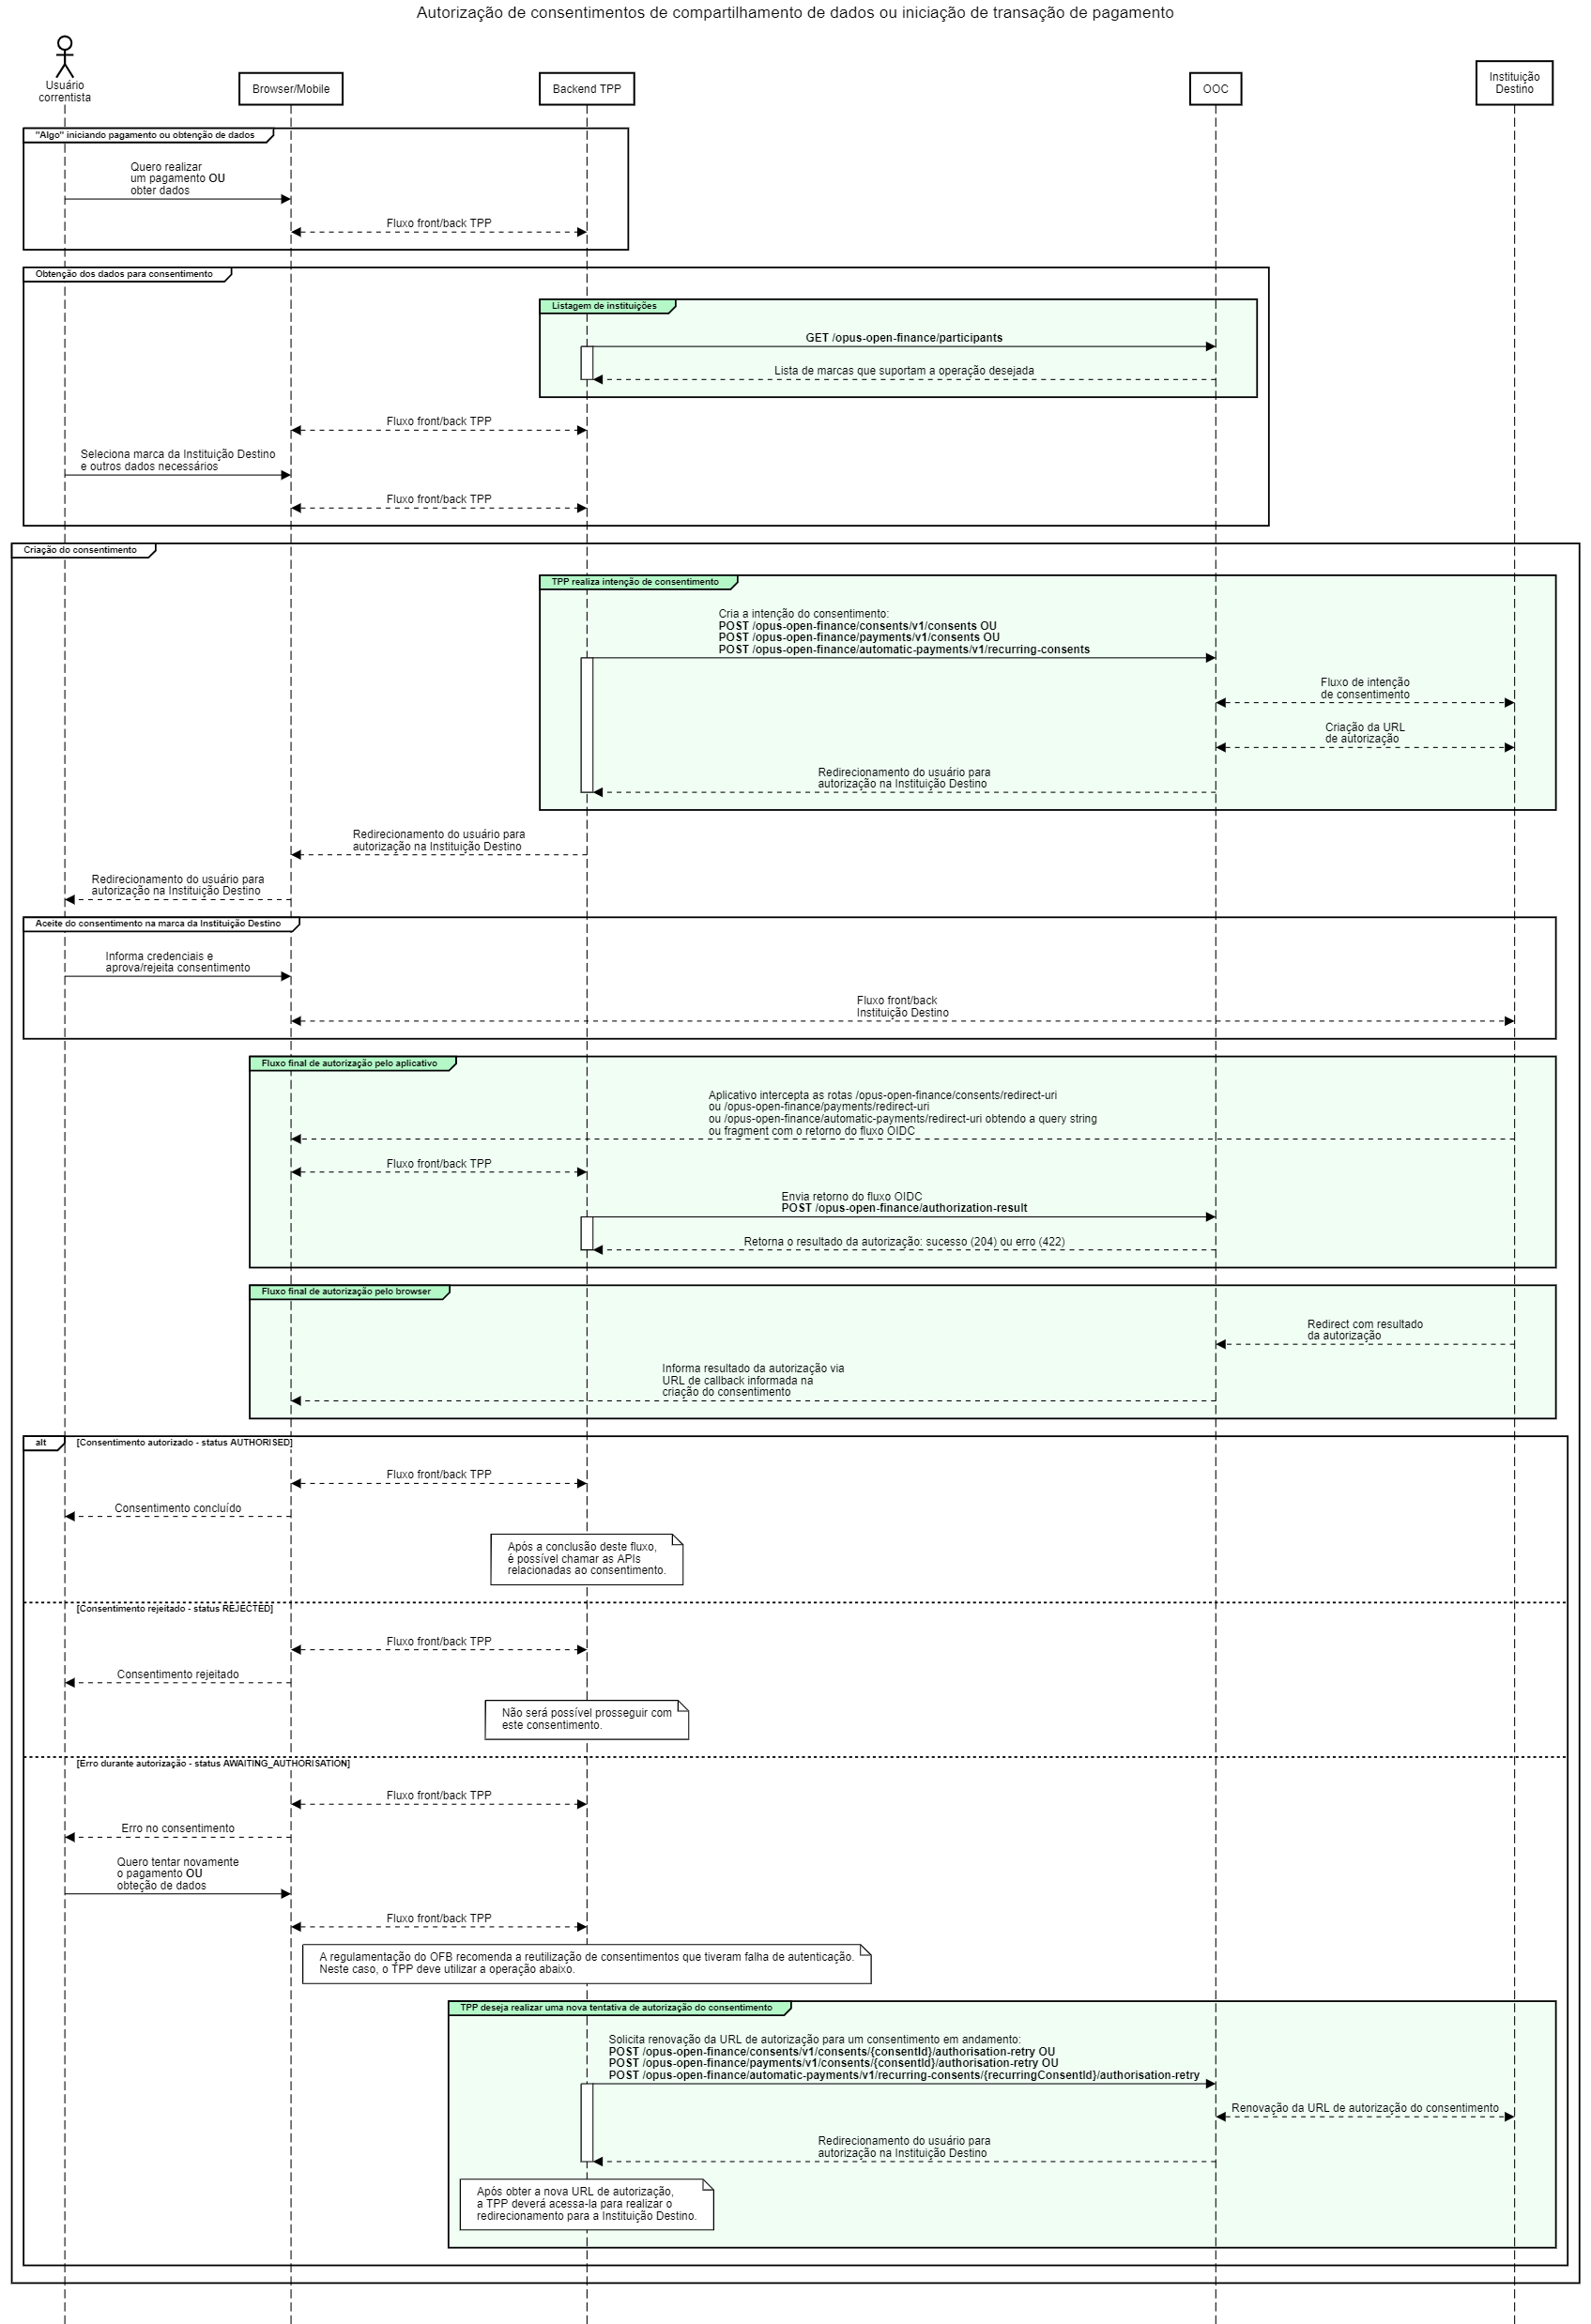 Autorização de consentimentos de compartilhamento de dados ou iniciação de transação de pagamento
Usuário
correntista
Browser/Mobile
Backend TPP
OOC
Instituição
Destino
"Algo" iniciando pagamento ou obtenção de dados
Quero realizar
um pagamento OU
obter dados
Fluxo front/back TPP
Obtenção dos dados para consentimento
Listagem de instituições
GET /opus-open-finance/participants
Lista de marcas que suportam a operação desejada
Fluxo front/back TPP
Seleciona marca da Instituição Destino
e outros dados necessários
Fluxo front/back TPP
Criação do consentimento
TPP realiza intenção de consentimento
Cria a intenção do consentimento:
POST /opus-open-finance/consents/v1/consents OU
POST /opus-open-finance/payments/v1/consents OU
POST /opus-open-finance/automatic-payments/v1/recurring-consents
Fluxo de intenção
de consentimento
Criação da URL
de autorização
Redirecionamento do usuário para
autorização na Instituição Destino
Redirecionamento do usuário para
autorização na Instituição Destino
Redirecionamento do usuário para
autorização na Instituição Destino
Aceite do consentimento na marca da Instituição Destino
Informa credenciais e
aprova/rejeita consentimento
Fluxo front/back
Instituição Destino
Fluxo final de autorização pelo aplicativo
Aplicativo intercepta as rotas /opus-open-finance/consents/redirect-uri
ou /opus-open-finance/payments/redirect-uri
ou /opus-open-finance/automatic-payments/redirect-uri obtendo a query string
ou fragment com o retorno do fluxo OIDC
Fluxo front/back TPP
Envia retorno do fluxo OIDC
POST /opus-open-finance/authorization-result
Retorna o resultado da autorização: sucesso (204) ou erro (422)
Fluxo final de autorização pelo browser
Redirect com resultado
da autorização
Informa resultado da autorização via
URL de callback informada na
criação do consentimento
alt [Consentimento autorizado - status AUTHORISED]
Fluxo front/back TPP
Consentimento concluído
Após a conclusão deste fluxo,
é possível chamar as APIs
relacionadas ao consentimento.
[Consentimento rejeitado - status REJECTED]
Fluxo front/back TPP
Consentimento rejeitado
Não será possível prosseguir com
este consentimento.
[Erro durante autorização - status AWAITING_AUTHORISATION]
Fluxo front/back TPP
Erro no consentimento
Quero tentar novamente
o pagamento OU
obteção de dados
Fluxo front/back TPP
A regulamentação do OFB recomenda a reutilização de consentimentos que tiveram falha de autenticação.
Neste caso, o TPP deve utilizar a operação abaixo.
TPP deseja realizar uma nova tentativa de autorização do consentimento
Solicita renovação da URL de autorização para um consentimento em andamento:
POST /opus-open-finance/consents/v1/consents/{consentId}/authorisation-retry OU
POST /opus-open-finance/payments/v1/consents/{consentId}/authorisation-retry OU
POST /opus-open-finance/automatic-payments/v1/recurring-consents/{recurringConsentId}/authorisation-retry
Renovação da URL de autorização do consentimento
Redirecionamento do usuário para
autorização na Instituição Destino
Após obter a nova URL de autorização,
a TPP deverá acessa-la para realizar o
redirecionamento para a Instituição Destino.